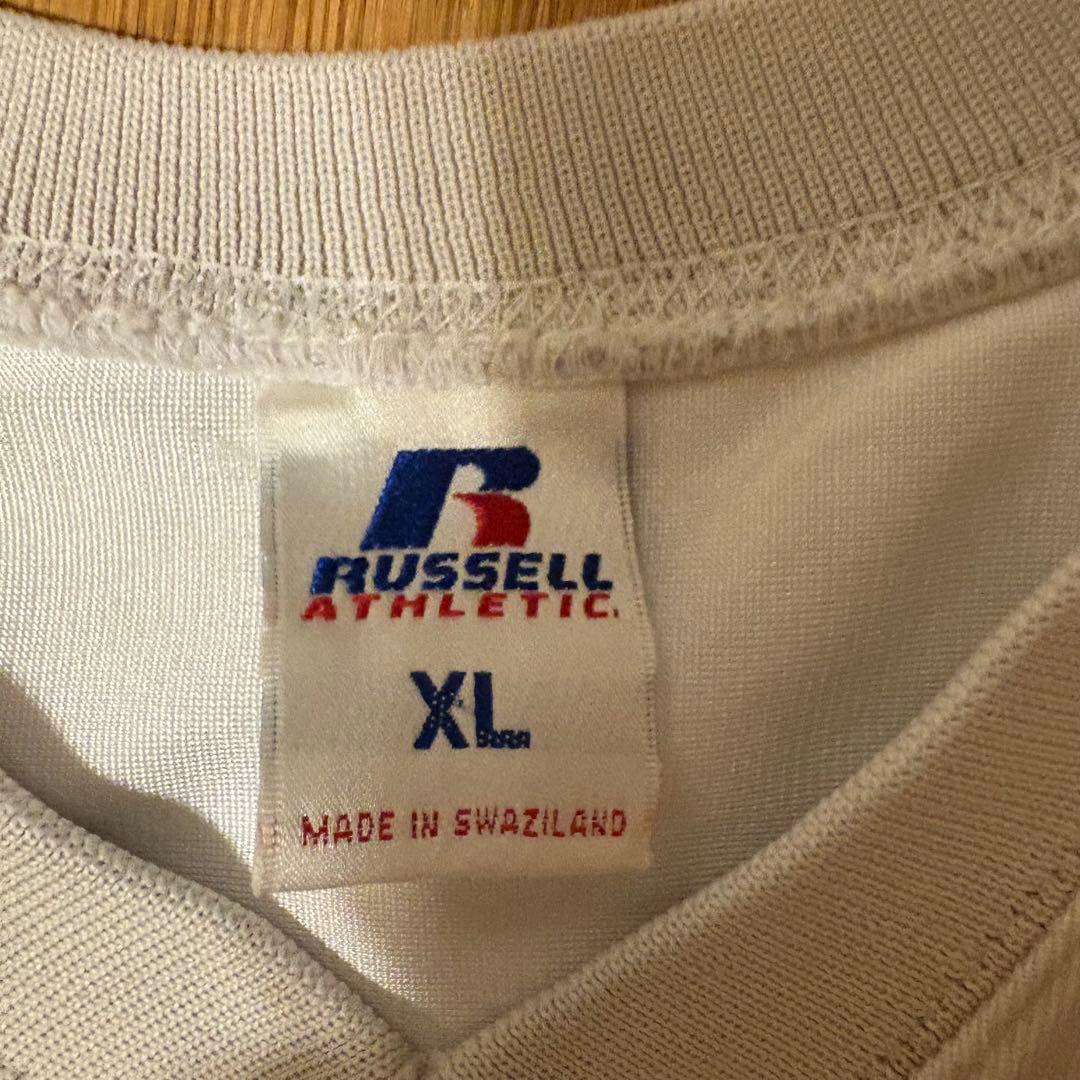 RUSSELL
ATHLETIC.
XL
MADE IN SWAZILAND